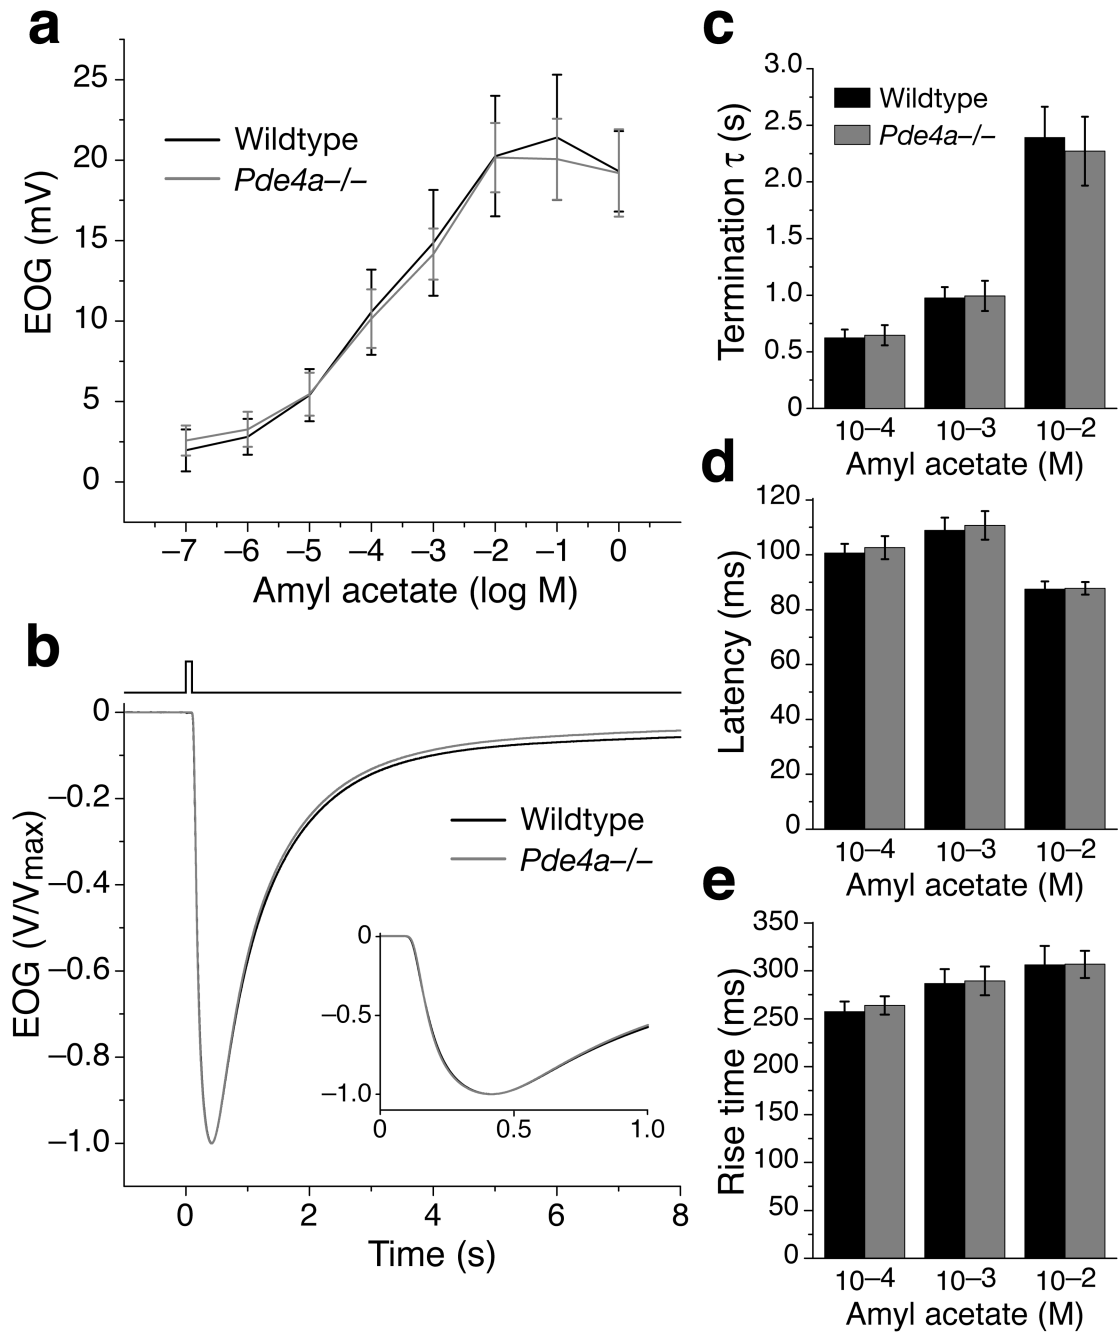 a
25
20
15
10
5
0
EOG (mV)
Wildtype
Pde4a–/–
–7 –6 –5 –4 –3 –2 –1 0
Amyl acetate (log M)
b
0
–0.2
–0.4
–0.6
–0.8
–1.0
EOG (V/Vmax)
Wildtype
Pde4a–/–
0
–0.5
–1.0
0 0.5 1.0
0 2 4 6 8
Time (s)
c
3.0
2.5
2.0
1.5
1.0
0.5
0
Termination τ (s)
Wildtype
Pde4a–/–
10–4 10–3 10–2
Amyl acetate (M)
d
120
100
80
60
40
20
0
Latency (ms)
10–4 10–3 10–2
Amyl acetate (M)
e
350
300
250
200
150
100
50
0
Rise time (ms)
10–4 10–3 10–2
Amyl acetate (M)